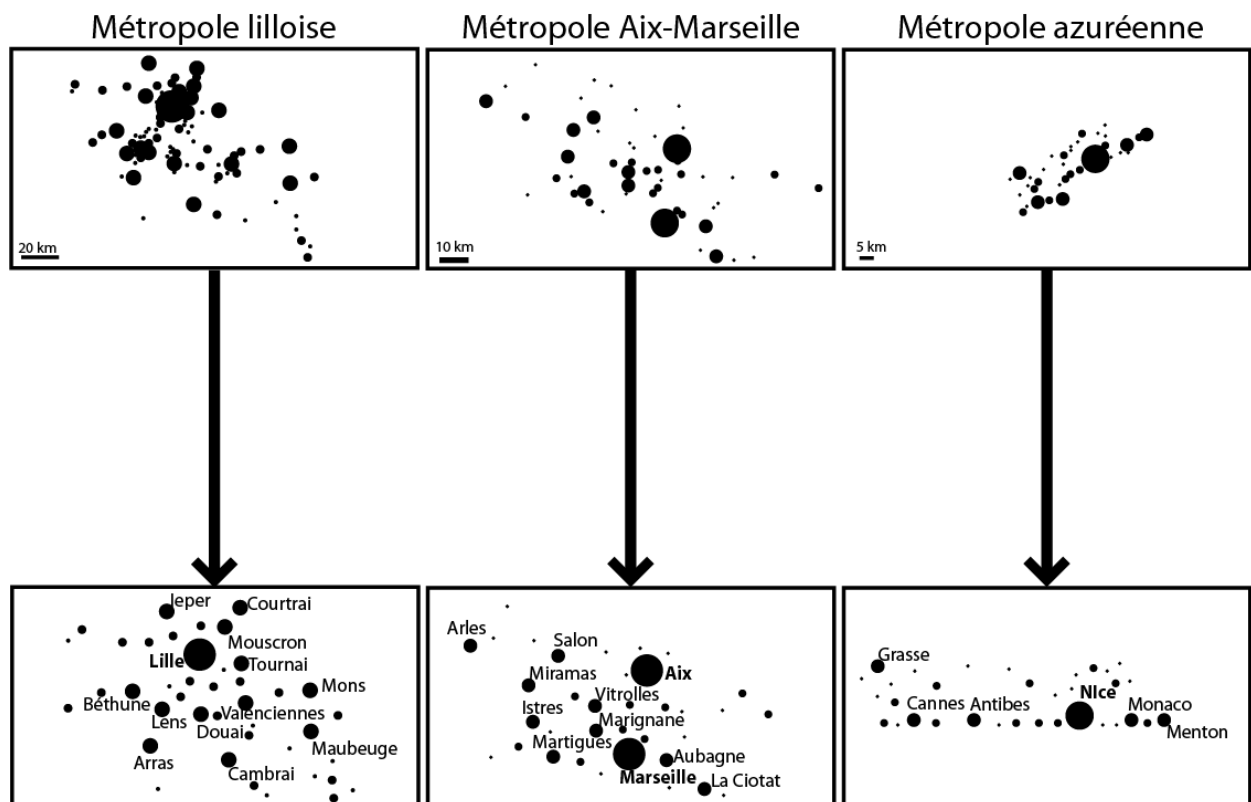 Métropole lilloise
Métropole Aix-Marseille
Métropole azuréenne
20 km
10 km
5 km
Ieper
Courtrai
Mouscron
Lille
Tournai
Mons
Béthune
Lens
Valenciennes
Douai
Maubeuge
Arras
Cambrai
Arles
Salon
Aix
Miramas
Vitrolles
Istres
Marignane
Martigues
Aubagne
Marseille
La Ciotat
Grasse
NIce
Cannes
Antibes
Monaco
Menton